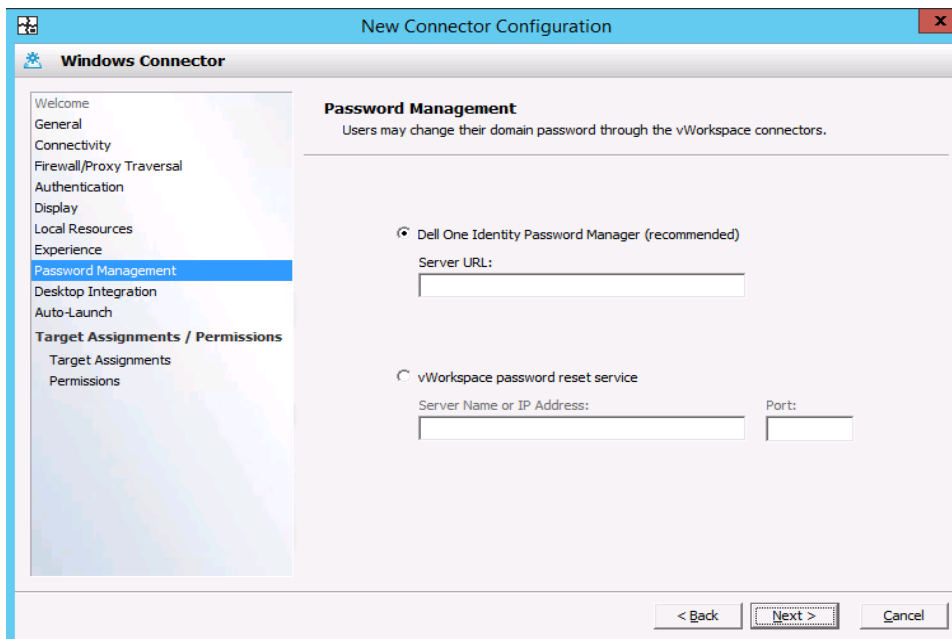 New Connector Configuration
x
Windows Connector
Welcome
General
Connectivity
Firewall/Proxy Traversal
Authentication
Display
Local Resources
Experience
Password Management
Desktop Integration
Auto-Launch
Target Assignments / Permissions
Target Assignments
Permissions
Password Management
Users may change their domain password through the vWorkspace connectors.
Dell One Identity Password Manager (recommended)
Server URL:
vWorkspace password reset service
Server Name or IP Address: Port:
< Back Next > Cancel